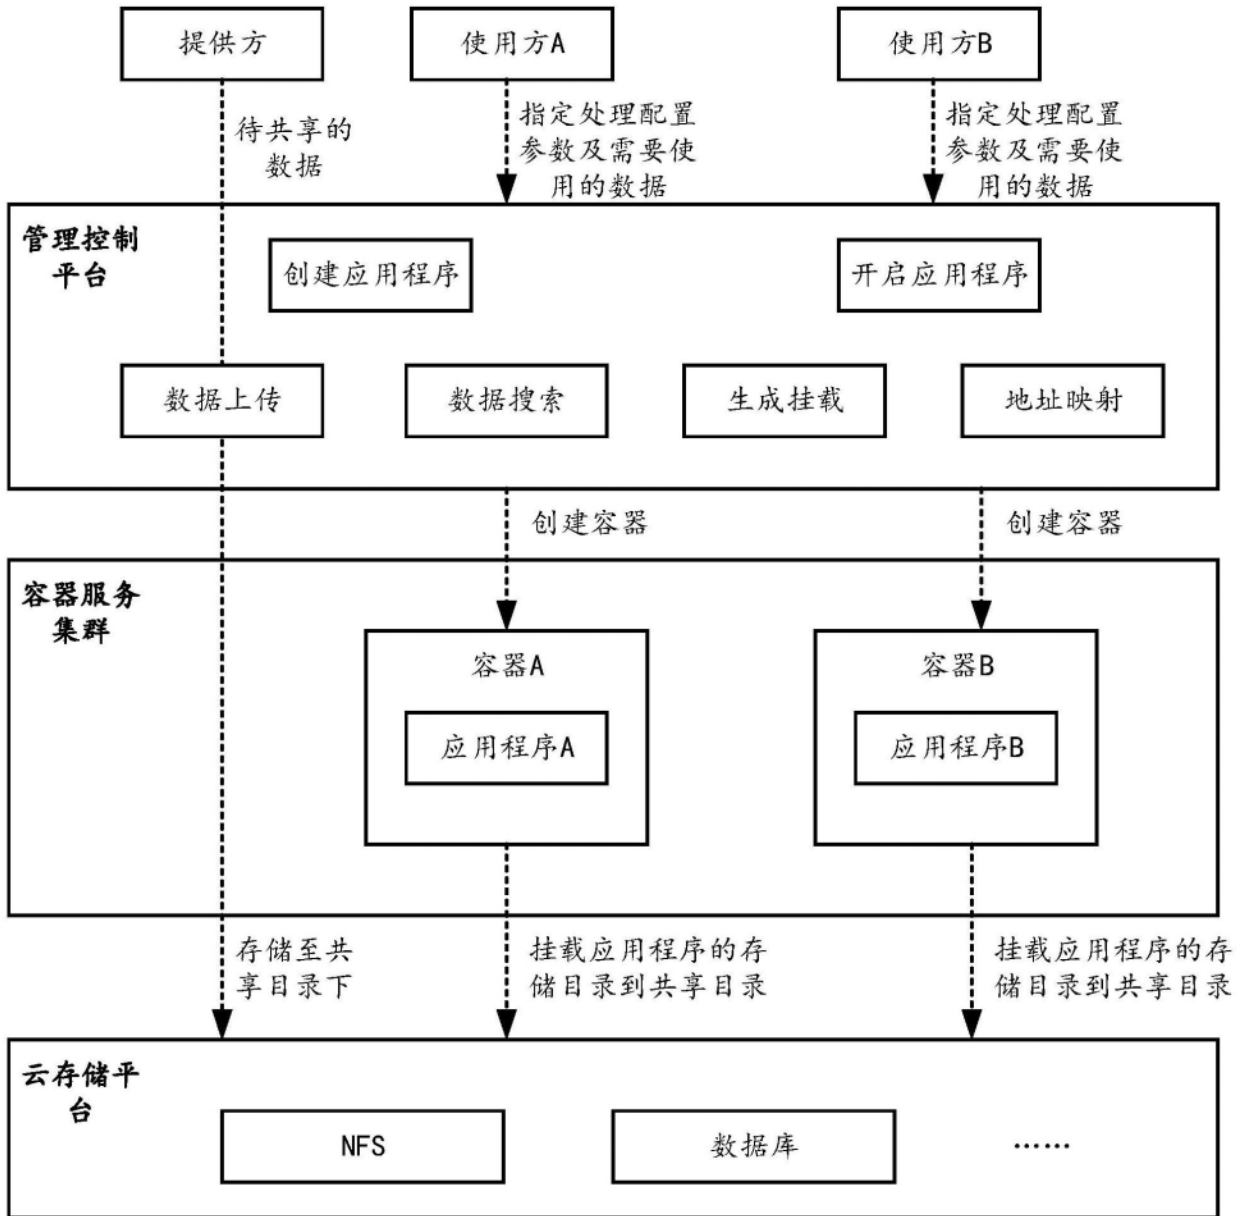 提供方
使用方A
使用方B
待共享的
数据
指定处理配置
参数及需要使
用的数据
指定处理配置
参数及需要使
用的数据
管理控制
平台
创建应用程序
开启应用程序
数据上传
数据搜索
生成挂载
地址映射
创建容器
创建容器
容器服务
集群
容器A
应用程序A
容器B
应用程序B
存储至共
享目录下
挂载应用程序的存
储目录到共享目录
挂载应用程序的存
储目录到共享目录
云存储平
台
NFS
数据库
……